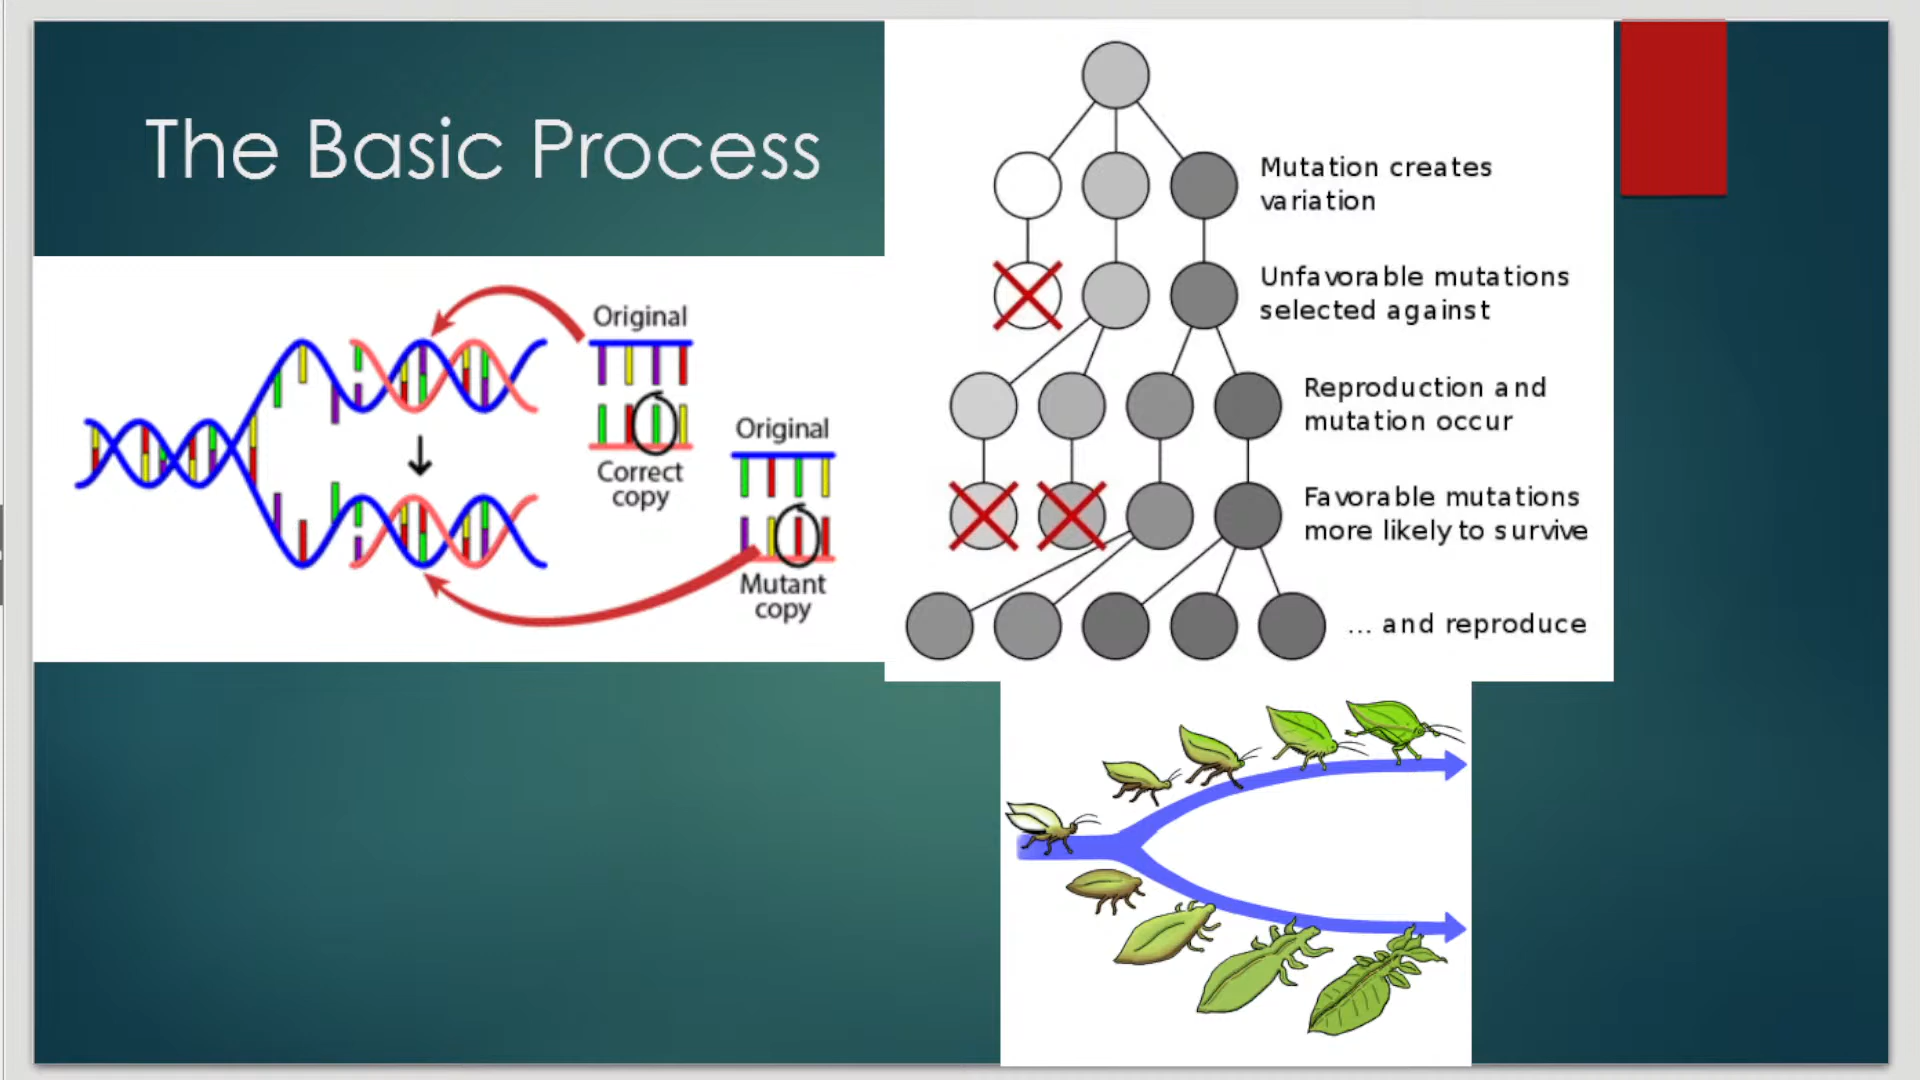 The Basic Process
Original
Correct
copy
Original
Mutant
copy
Mutation creates
variation
Unfavorable mutations
selected against
Reproduction and
mutation occur
Favorable mutations
more likely to survive
... and reproduce